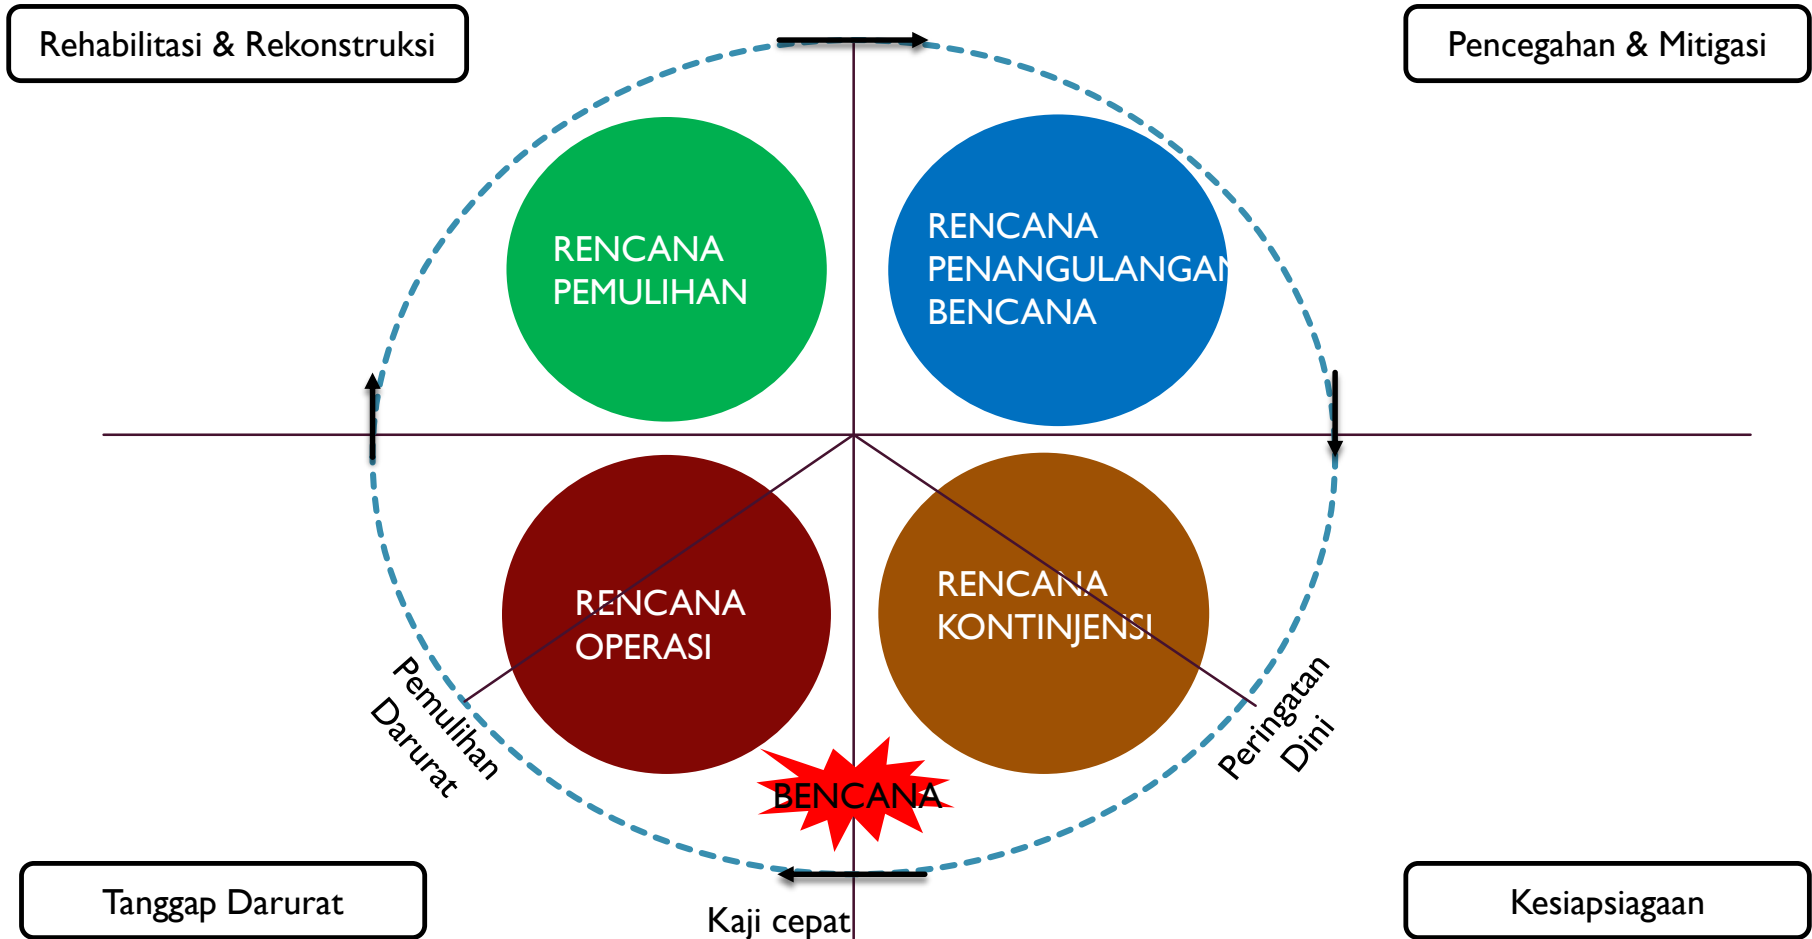 Rehabilitasi & Rekonstruksi
Pencegahan & Mitigasi
RENCANA
PEMULIHAN
RENCANA
PENANGULANGAN
BENCANA
RENCANA
OPERASI
RENCANA
KONTINJENSI
Pemulihan
Darurat
Peringatan
Dini
BENCANA
Tanggap Darurat
Kaji cepat
Kesiapsiagaan